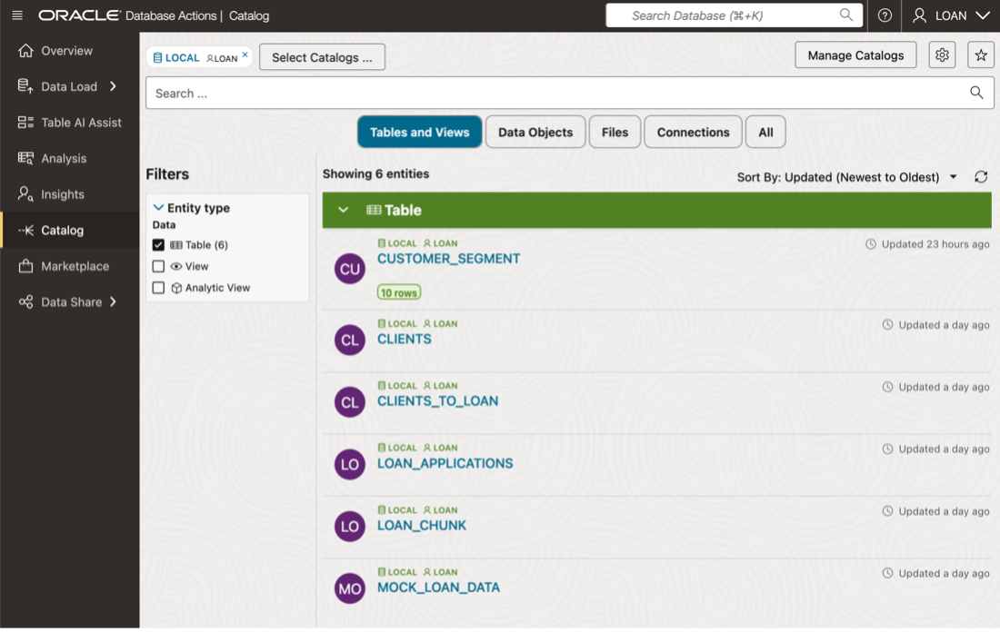 ORACLE Database Actions | Catalog
Search Database (⌘+K)
LOAN
Overview
Data Load
Table AI Assist
Analysis
Insights
Catalog
Marketplace
Data Share
LOCAL LOAN ×
Select Catalogs ...
Manage Catalogs
Search ...
Tables and Views
Data Objects
Files
Connections
All
Filters
Entity type
Data
Table (6)
View
Analytic View
Showing 6 entities
Sort By: Updated (Newest to Oldest)
Table
CU
LOCAL LOAN
CUSTOMER_SEGMENT
10 rows
Updated 23 hours ago
CL
LOCAL LOAN
CLIENTS
Updated a day ago
CL
LOCAL LOAN
CLIENTS_TO_LOAN
Updated a day ago
LO
LOCAL LOAN
LOAN_APPLICATIONS
Updated a day ago
LO
LOCAL LOAN
LOAN_CHUNK
Updated a day ago
MO
LOCAL LOAN
MOCK_LOAN_DATA
Updated a day ago